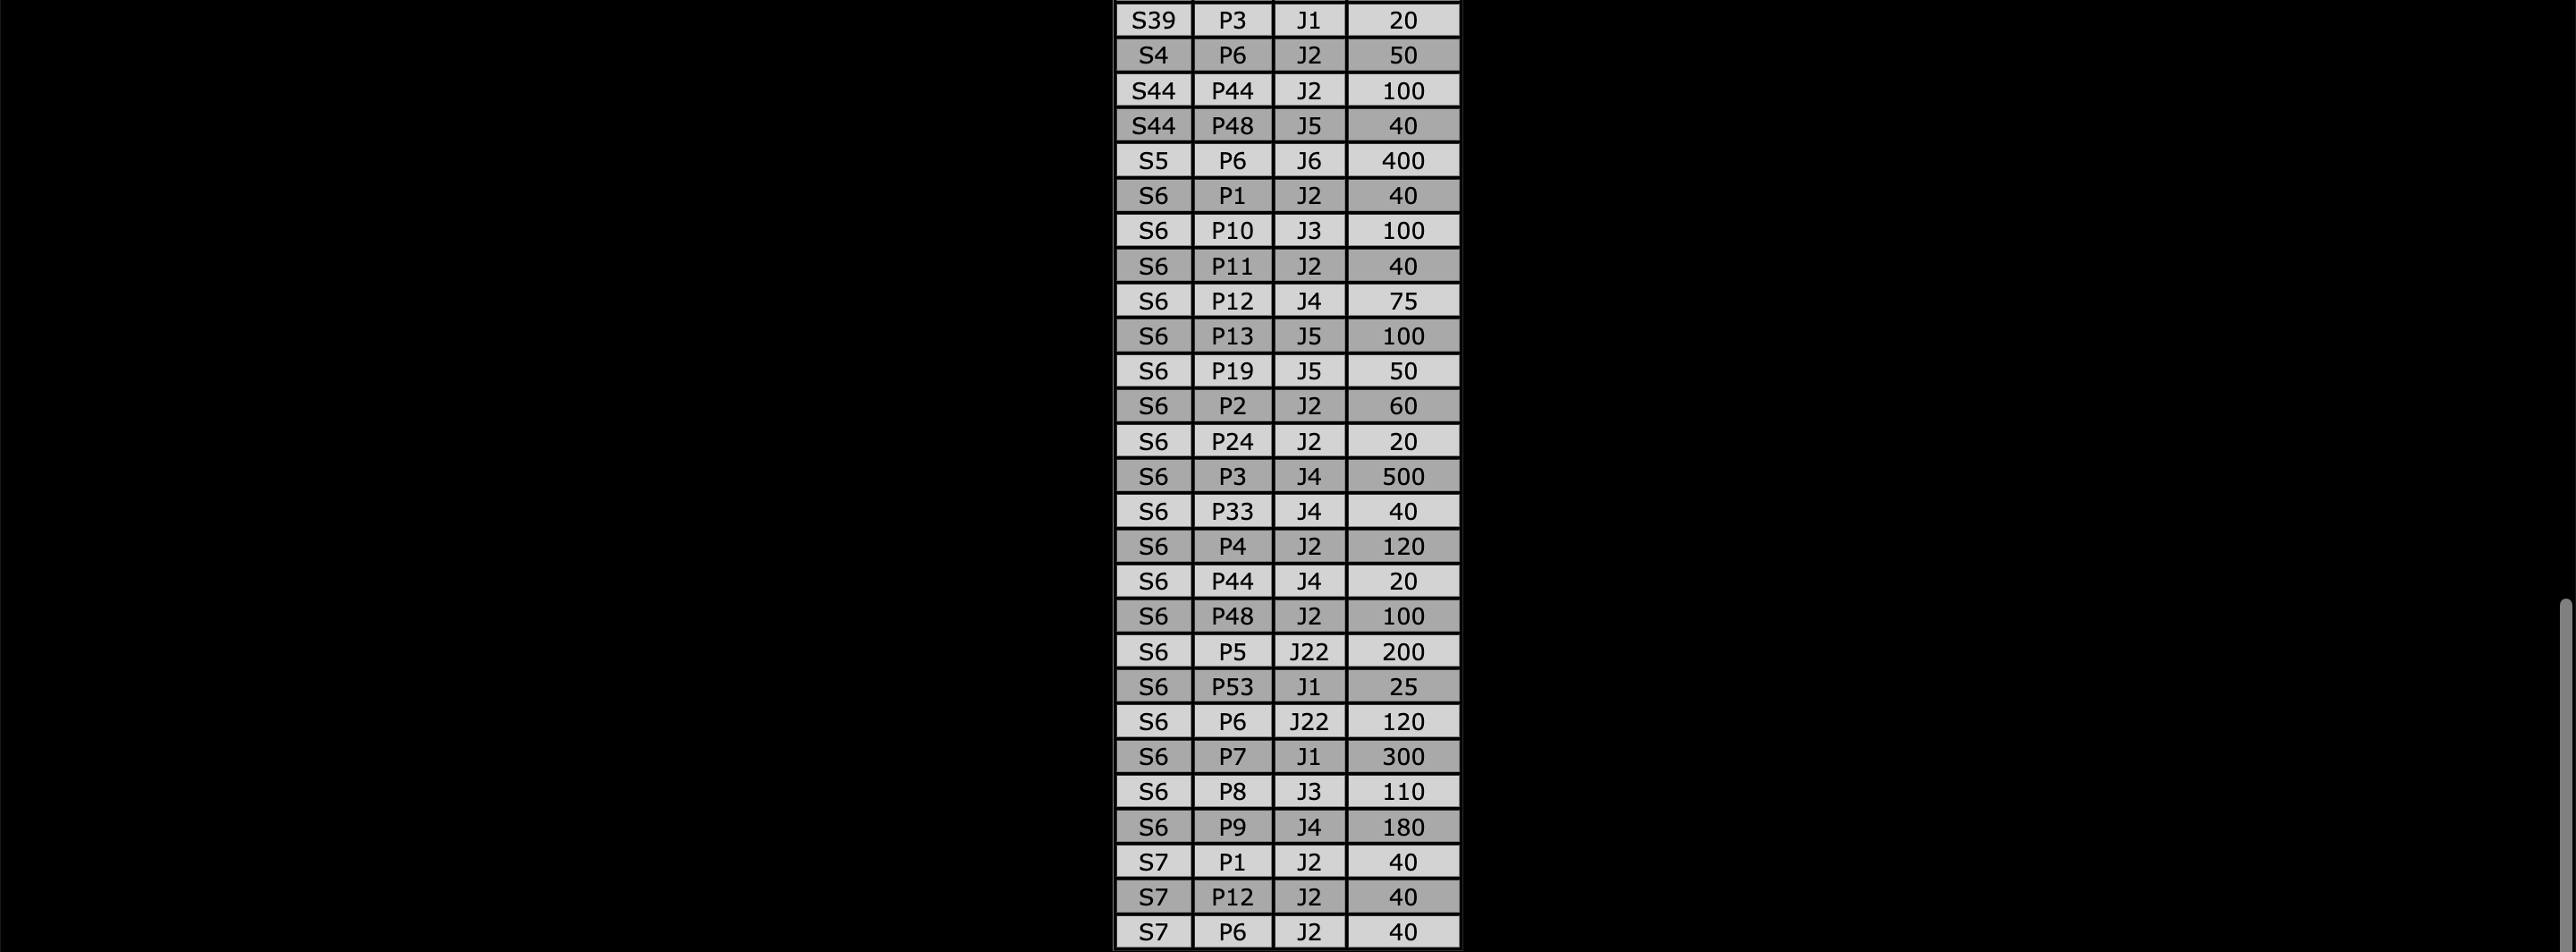 S39 P3 J1 20
S4 P6 J2 50
S44 P44 J2 100
S44 P48 J5 40
S5 P6 J6 400
S6 P1 J2 40
S6 P10 J3 100
S6 P11 J2 40
S6 P12 J4 75
S6 P13 J5 100
S6 P19 J5 50
S6 P2 J2 60
S6 P24 J2 20
S6 P3 J4 500
S6 P33 J4 40
S6 P4 J2 120
S6 P44 J4 20
S6 P48 J2 100
S6 P5 J22 200
S6 P53 J1 25
S6 P6 J22 120
S6 P7 J1 300
S6 P8 J3 110
S6 P9 J4 180
S7 P1 J2 40
S7 P12 J2 40
S7 P6 J2 40